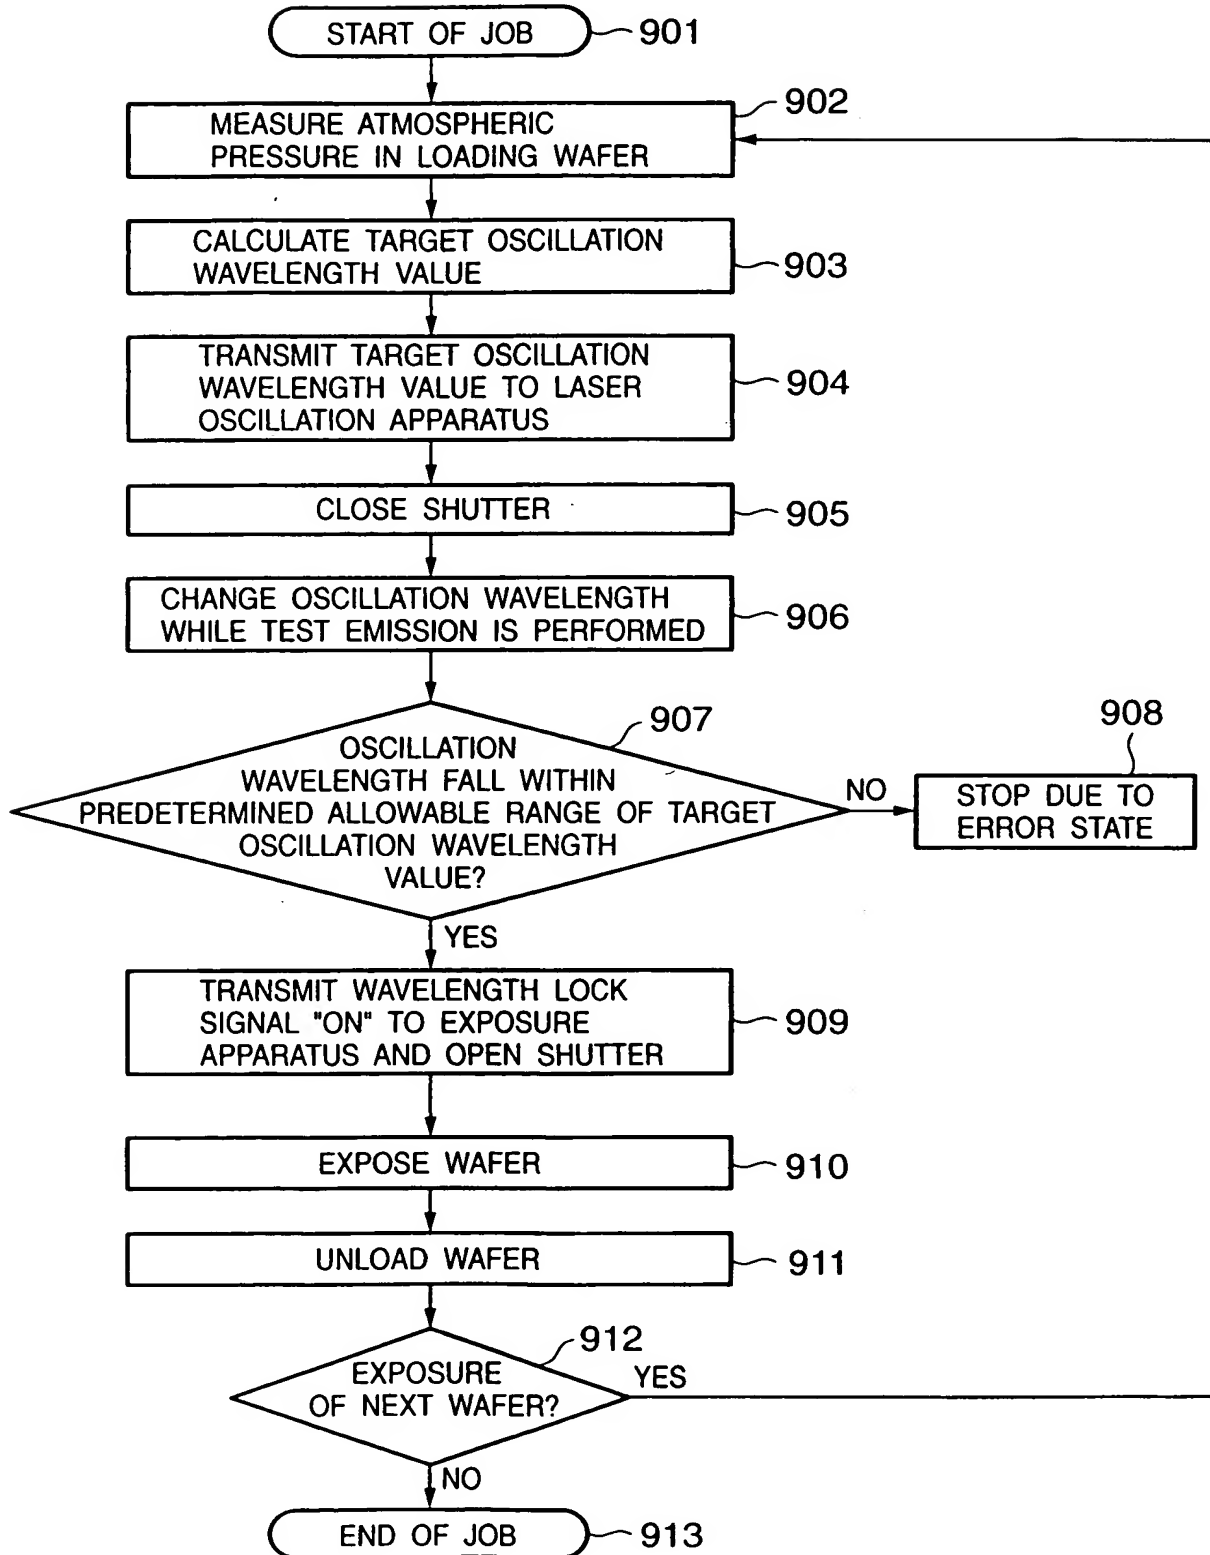 START OF JOB
901
902
MEASURE ATMOSPHERIC
PRESSURE IN LOADING WAFER
CALCULATE TARGET OSCILLATION
WAVELENGTH VALUE
903
TRANSMIT TARGET OSCILLATION
WAVELENGTH VALUE TO LASER
OSCILLATION APPARATUS
904
CLOSE SHUTTER
905
CHANGE OSCILLATION WAVELENGTH
WHILE TEST EMISSION IS PERFORMED
906
907
OSCILLATION
WAVELENGTH FALL WITHIN
PREDETERMINED ALLOWABLE RANGE OF TARGET
OSCILLATION WAVELENGTH
VALUE?
NO
908
STOP DUE TO
ERROR STATE
YES
TRANSMIT WAVELENGTH LOCK
SIGNAL "ON" TO EXPOSURE
APPARATUS AND OPEN SHUTTER
909
EXPOSE WAFER
910
UNLOAD WAFER
911
912
EXPOSURE
OF NEXT WAFER?
YES
NO
END OF JOB
913